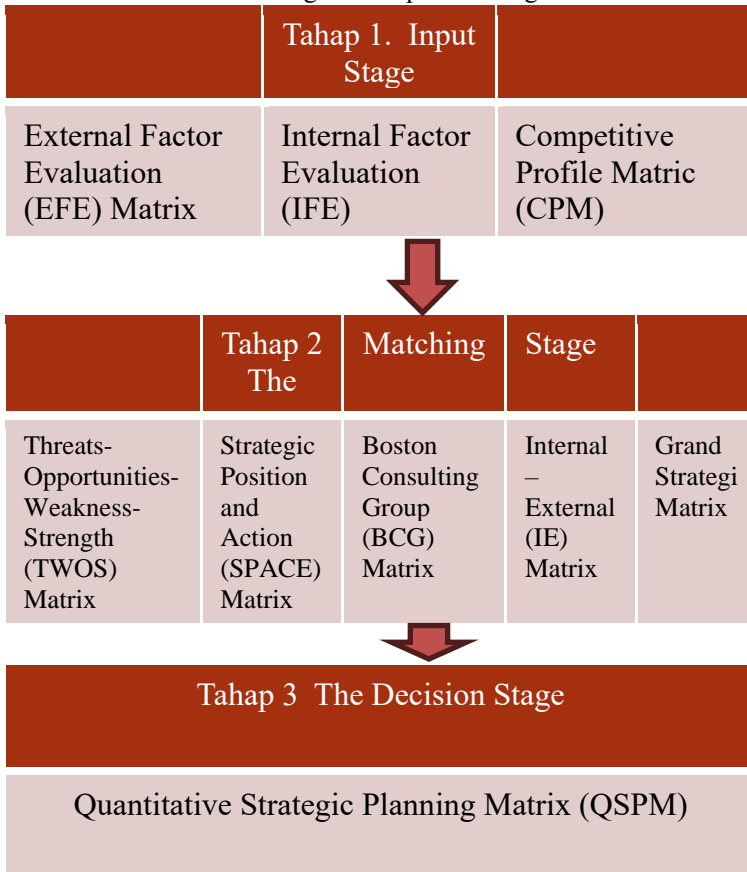 Tahap 1.  Input
Stage
External Factor
Evaluation
(EFE) Matrix
Internal Factor
Evaluation
(IFE)
Competitive
Profile Matric
(CPM)
Tahap 2
The
Matching
Stage
Threats-
Opportunities-
Weakness-
Strength
(TWOS)
Matrix
Strategic
Position
and
Action
(SPACE)
Matrix
Boston
Consulting
Group
(BCG)
Matrix
Internal
–
External
(IE)
Matrix
Grand
Strategi
Matrix
Tahap 3  The Decision Stage
Quantitative Strategic Planning Matrix (QSPM)